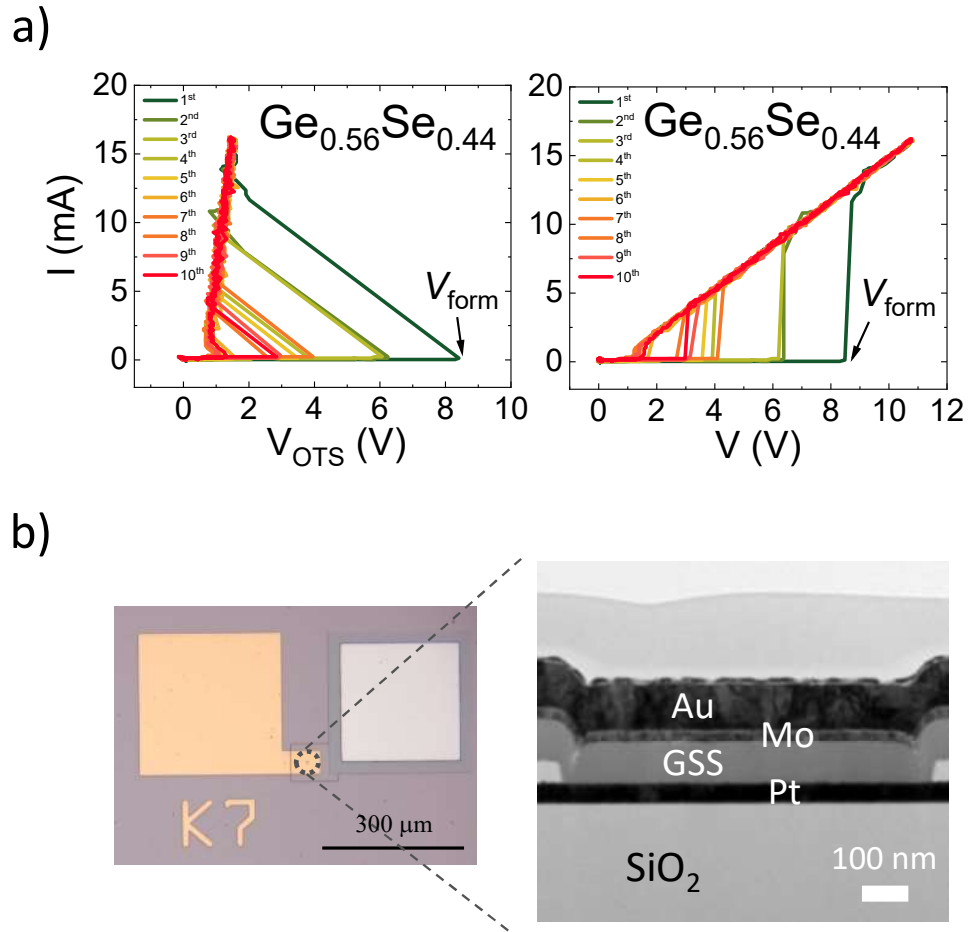 a)
Ge0.56Se0.44
1st
2nd
3rd
4th
5th
6th
7th
8th
9th
10th
Vform
20
15
10
5
0
I (mA)
0 2 4 6 8 10
VOTS (V)
Ge0.56Se0.44
1st
2nd
3rd
4th
5th
6th
7th
8th
9th
10th
Vform
20
15
10
5
0
0 2 4 6 8 10 12
V (V)
b)
K7
300 μm
Au
Mo
GSS
Pt
SiO2
100 nm